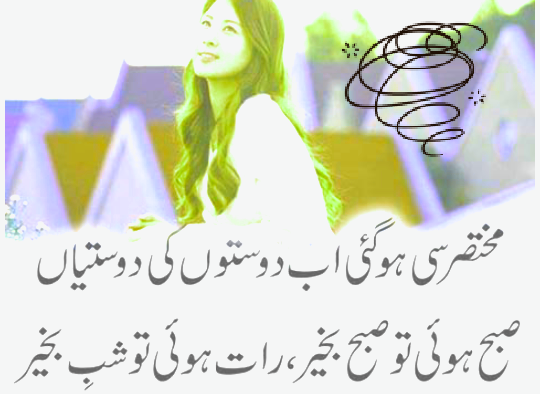 مختصر سی ہوگئی اب دوستوں کی دوستیاں
صبح ہوئی تو صبح بخیر، رات ہوئی تو شبِ بخیر